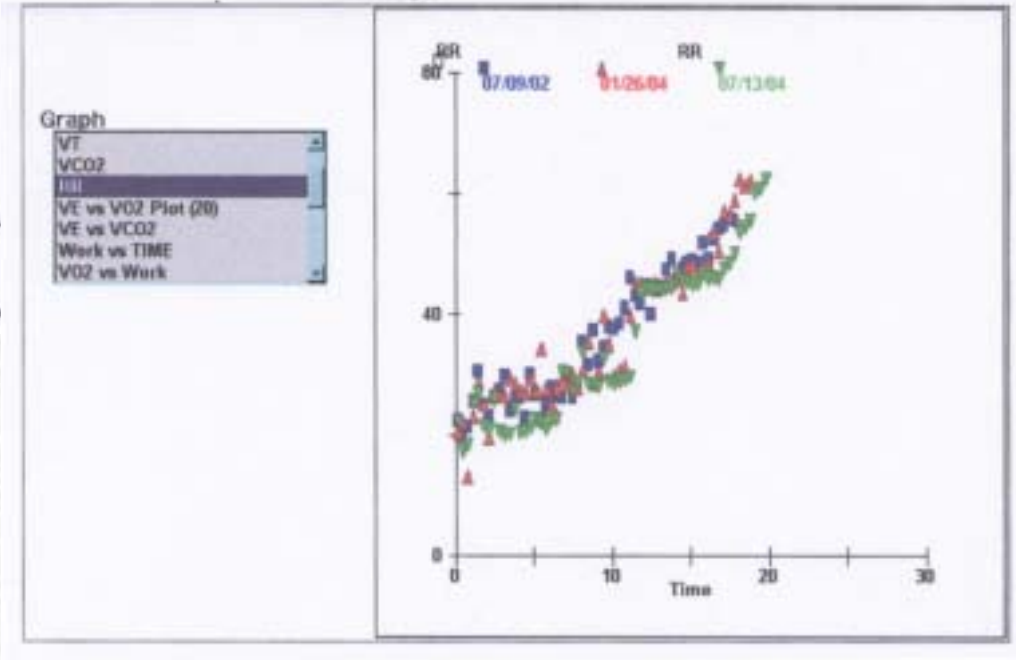 Graph
VT
VCO2
RR
VE vs VO2 Plot (20)
VE vs VCO2
Work vs TIME
VO2 vs Work
RR RR
07/09/02 01/26/04 07/13/04
80
40
0
0 10 20 30
Time